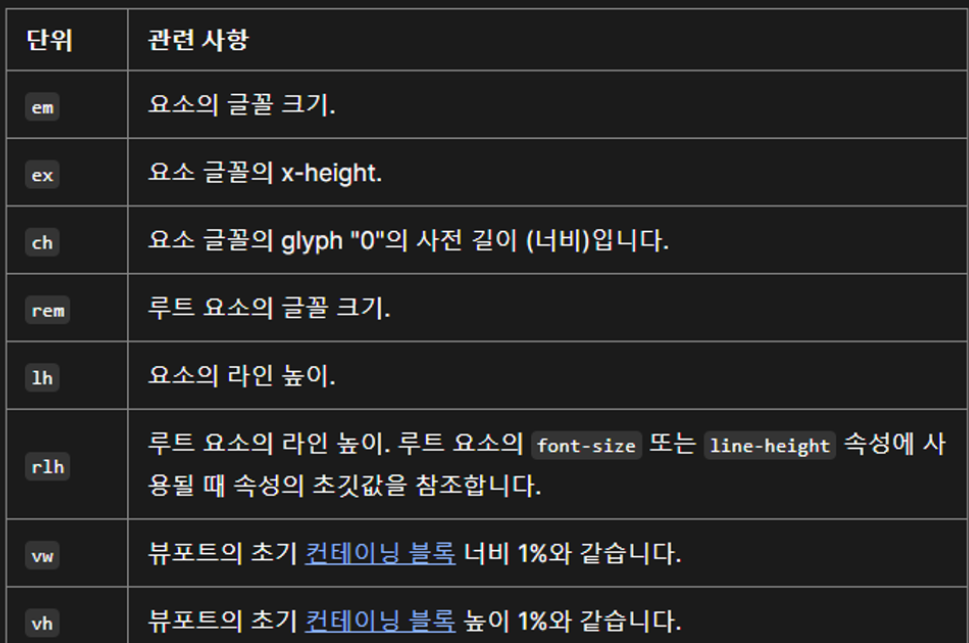 단위 관련 사항
em 요소의 글꼴 크기.
ex 요소 글꼴의 x-height.
ch 요소 글꼴의 glyph "0"의 사전 길이 (너비)입니다.
rem 루트 요소의 글꼴 크기.
lh 요소의 라인 높이.
rlh 루트 요소의 라인 높이. 루트 요소의 font-size 또는 line-height 속성에 사
용될 때 속성의 초깃값을 참조합니다.
vw 뷰포트의 초기 컨테이닝 블록 너비 1%와 같습니다.
vh 뷰포트의 초기 컨테이닝 블록 높이 1%와 같습니다.